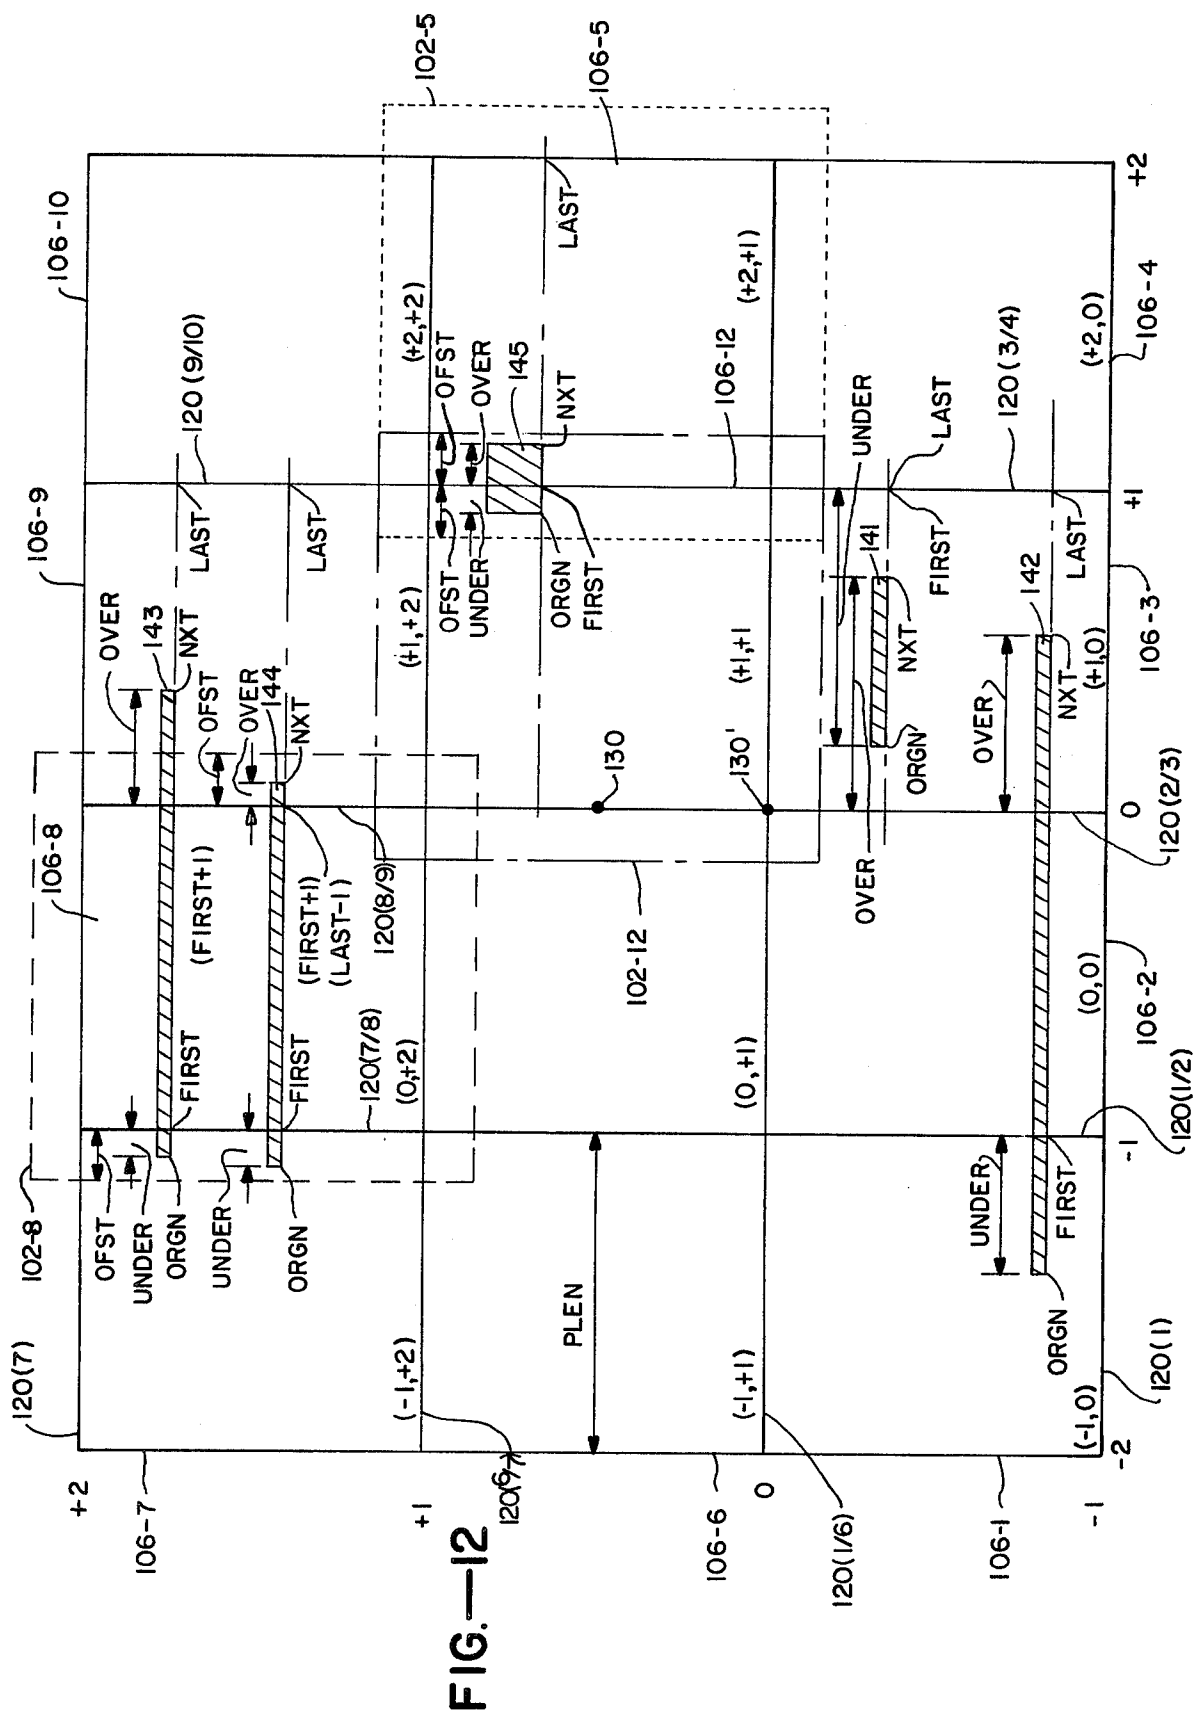 102-5
106-5
106-10
106-9
120(9/10)
LAST
LAST
LAST
(+2,+2)
(+2,+1)
(+2,0)
+2
106-4
120(3/4)
LAST
FIRST
LAST
+1
106-3
106-12
OFST
OVER
145
NXT
OFST
UNDER
ORGN
FIRST
(+1,+2)
(+1,+1
(+1,0)
UNDER
141
NXT
ORGN
OVER
142
NXT
OVER
OVER
143
NXT
OFST
OVER
144
NXT
106-8
(FIRST+1)
(FIRST+1)
(LAST-1)
120(8/9)
130
130'
0
120(2/3)
102-12
120(7/8)
(0,+2)
(0,+1)
(0,0)
106-2
120(1/2)
-1
FIRST
FIRST
FIRST
102-8
OFST
UNDER
ORGN
UNDER
ORGN
PLEN
UNDER
ORGN
120(7)
(-1,+2)
(-1,+1)
(-1,0)
120(1)
-2
+2
106-7
+1
120(6/7)
106-6
0
120(1/6)
106-1
-1
FIG.—12